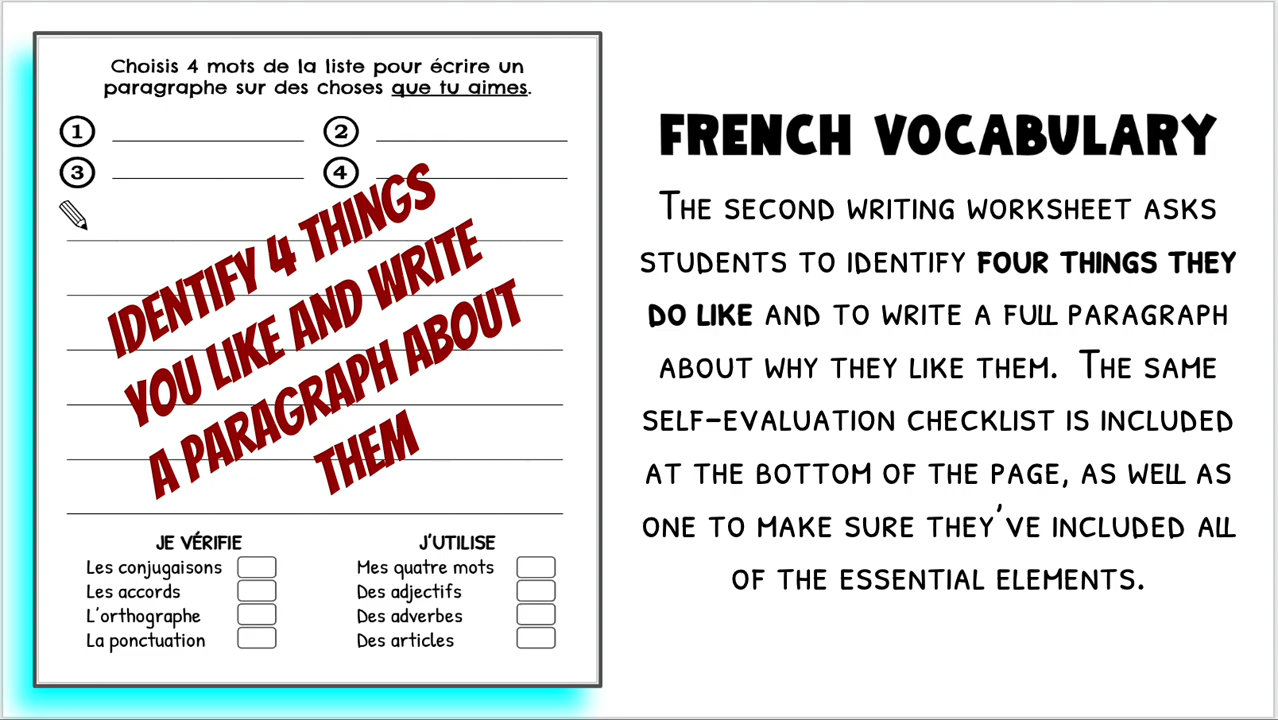 Choisis 4 mots de la liste pour écrire un
paragraphe sur des choses que tu aimes.
1 2
3 4
IDENTIFY 4 THINGS
YOU LIKE AND WRITE
A PARAGRAPH ABOUT
THEM
JE VÉRIFIE
Les conjugaisons
Les accords
L'orthographe
La ponctuation
J'UTILISE
Mes quatre mots
Des adjectifs
Des adverbes
Des articles
FRENCH VOCABULARY
THE SECOND WRITING WORKSHEET ASKS
STUDENTS TO IDENTIFY FOUR THINGS THEY
DO LIKE AND TO WRITE A FULL PARAGRAPH
ABOUT WHY THEY LIKE THEM. THE SAME
SELF-EVALUATION CHECKLIST IS INCLUDED
AT THE BOTTOM OF THE PAGE, AS WELL AS
ONE TO MAKE SURE THEY'VE INCLUDED ALL
OF THE ESSENTIAL ELEMENTS.